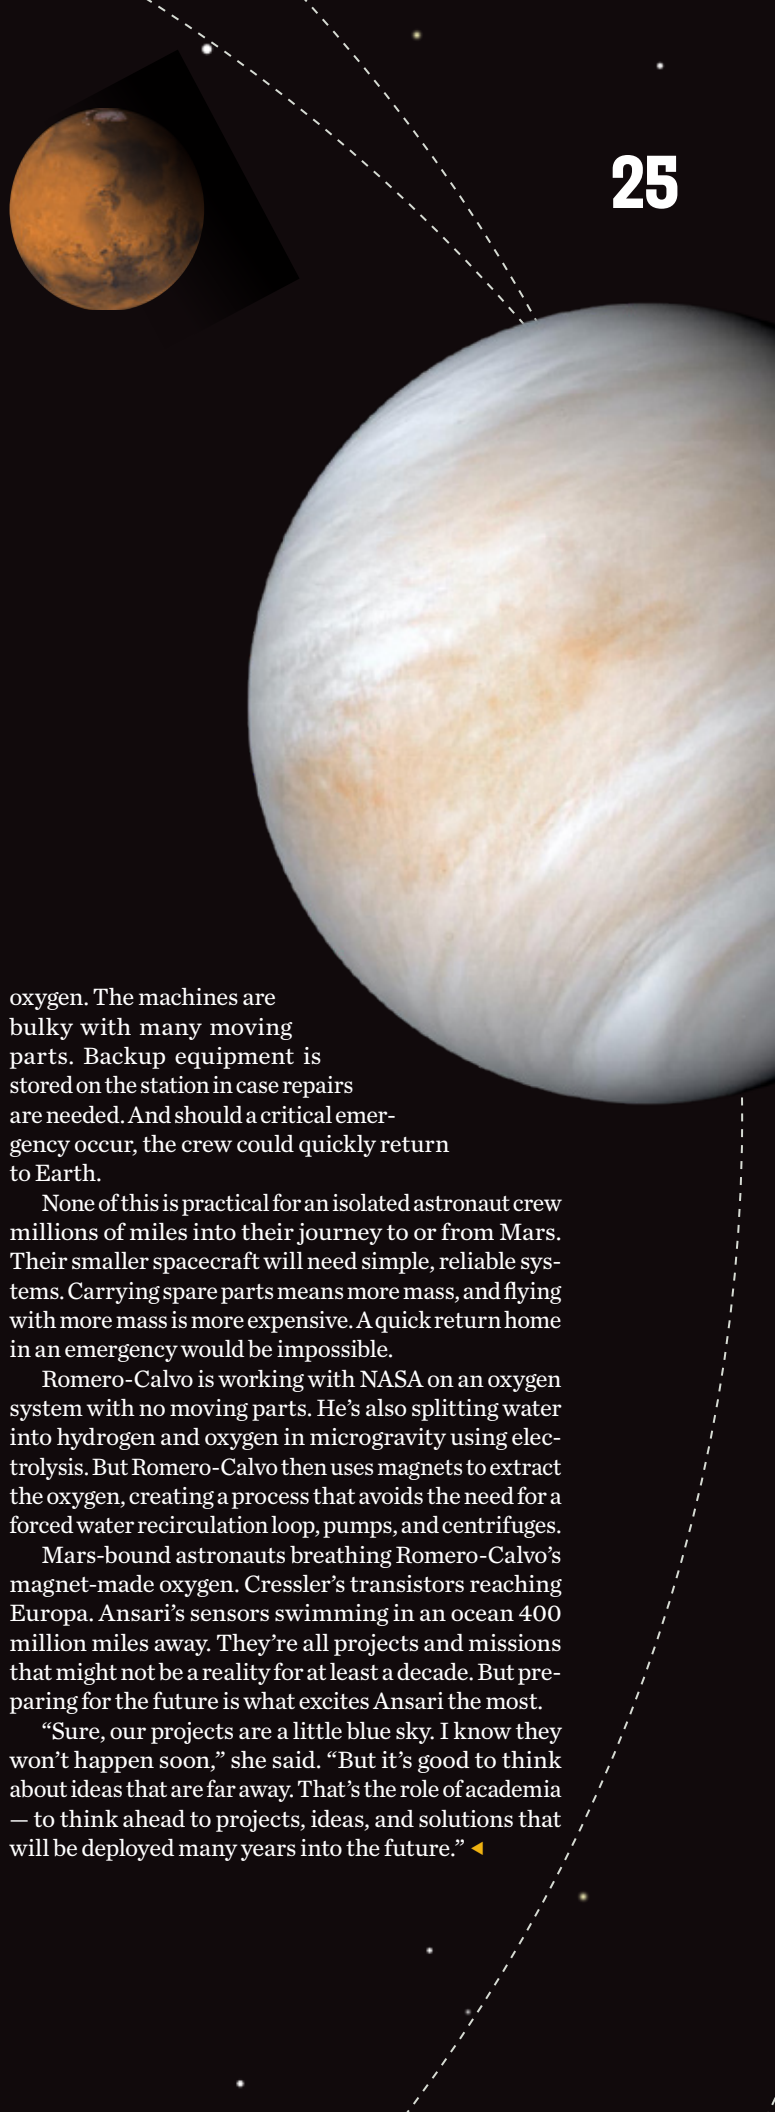 25
oxygen. The machines are
bulky with many moving
parts. Backup equipment is
stored on the station in case repairs
are needed. And should a critical emer-
gency occur, the crew could quickly return
to Earth.
None of this is practical for an isolated astronaut crew
millions of miles into their journey to or from Mars.
Their smaller spacecraft will need simple, reliable sys-
tems. Carrying spare parts means more mass, and flying
with more mass is more expensive. A quick return home
in an emergency would be impossible.
Romero-Calvo is working with NASA on an oxygen
system with no moving parts. He’s also splitting water
into hydrogen and oxygen in microgravity using elec-
trolysis. But Romero-Calvo then uses magnets to extract
the oxygen, creating a process that avoids the need for a
forced water recirculation loop, pumps, and centrifuges.
Mars-bound astronauts breathing Romero-Calvo’s
magnet-made oxygen. Cressler’s transistors reaching
Europa. Ansari’s sensors swimming in an ocean 400
million miles away. They’re all projects and missions
that might not be a reality for at least a decade. But pre-
paring for the future is what excites Ansari the most.
“Sure, our projects are a little blue sky. I know they
won’t happen soon,” she said. “But it’s good to think
about ideas that are far away. That’s the role of academia
— to think ahead to projects, ideas, and solutions that
will be deployed many years into the future.”